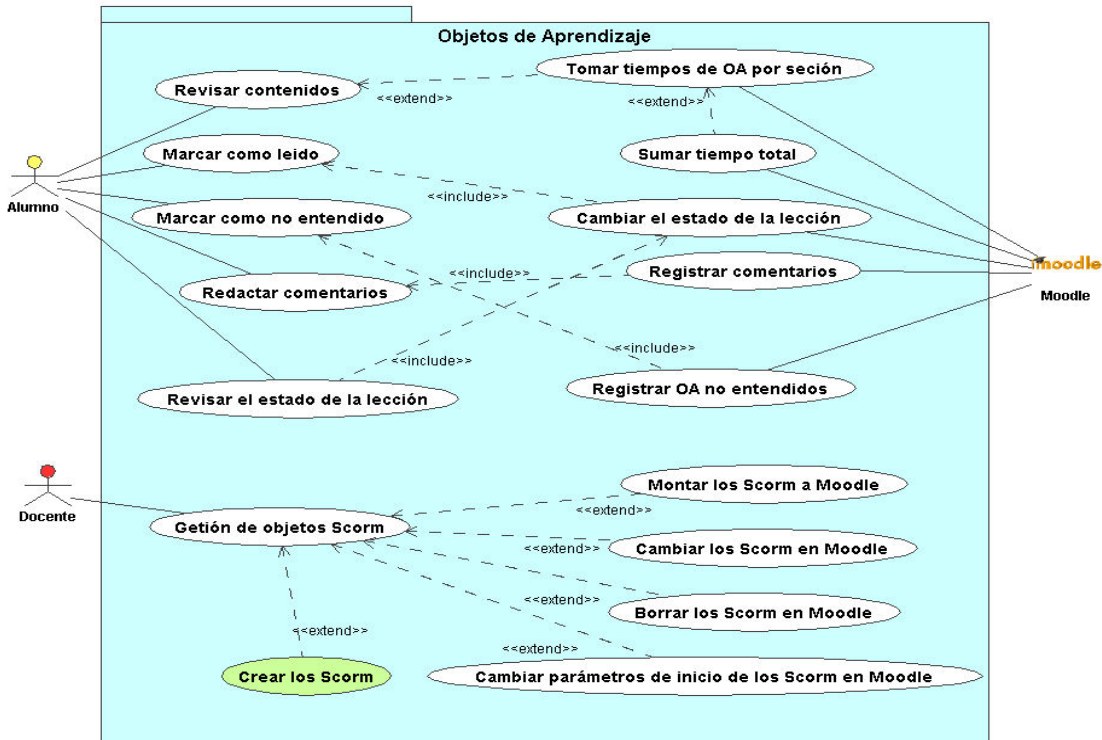 Objetos de Aprendizaje
Revisar contenidos
<<extend>>
Tomar tiempos de OA por seción
<<extend>>
Marcar como leido
Sumar tiempo total
Alumno
<<include>>
Marcar como no entendido
Cambiar el estado de la lección
moodle
Moodle
Redactar comentarios
<<include>>
Registrar comentarios
<<include>>
<<include>>
Revisar el estado de la lección
Registrar OA no entendidos
Docente
Montar los Scorm a Moodle
<<extend>>
Getión de objetos Scorm
Cambiar los Scorm en Moodle
<<extend>>
<<extend>>
Borrar los Scorm en Moodle
<<extend>>
<<extend>>
Crear los Scorm
Cambiar parámetros de inicio de los Scorm en Moodle